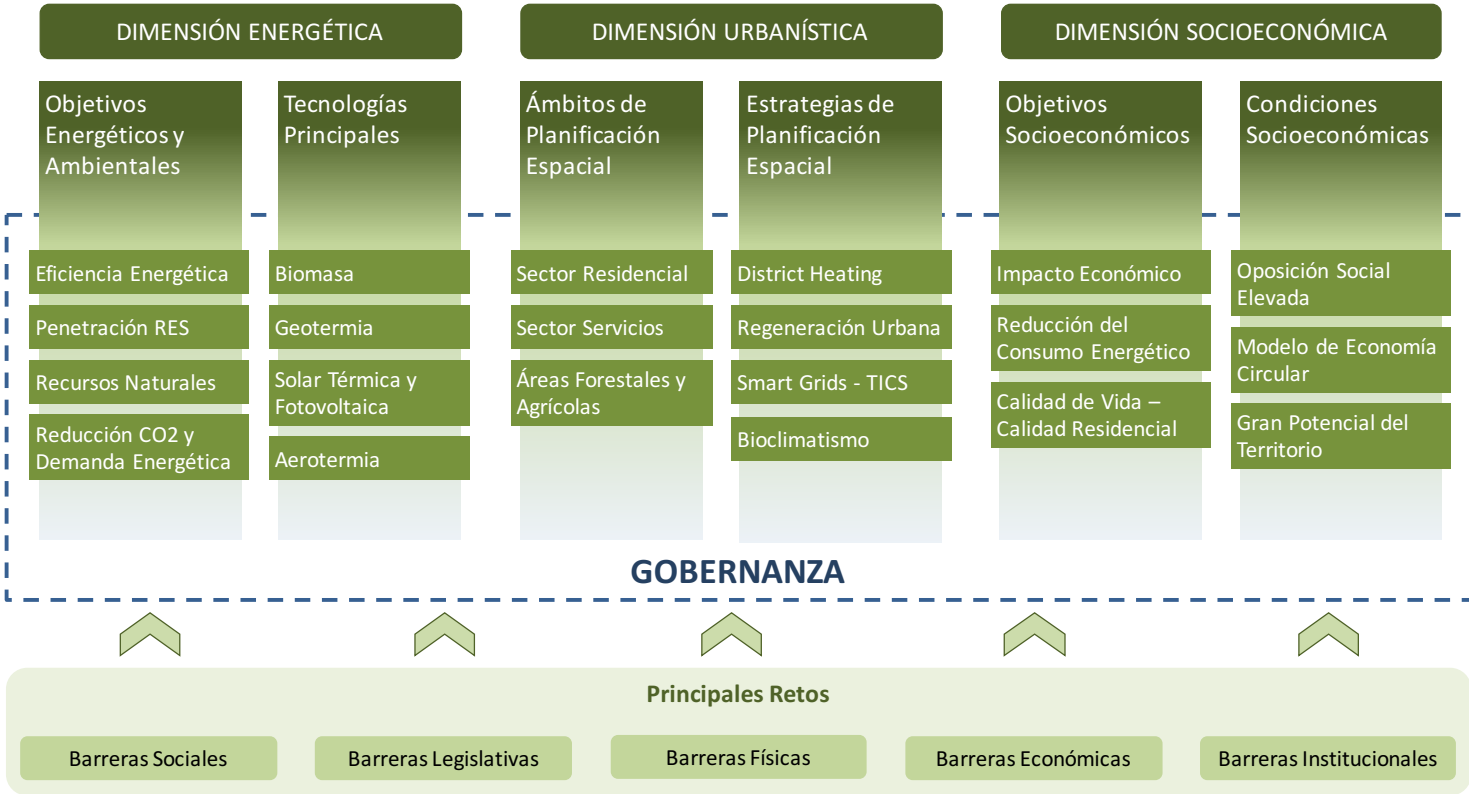 DIMENSIÓN ENERGÉTICA
DIMENSIÓN URBANÍSTICA
DIMENSIÓN SOCIOECONÓMICA
Objetivos
Energéticos y
Ambientales
Tecnologías
Principales
Ámbitos de
Planificación
Espacial
Estrategias de
Planificación
Espacial
Objetivos
Socioeconómicos
Condiciones
Socioeconómicas
Eficiencia Energética
Penetración RES
Recursos Naturales
Reducción CO2 y
Demanda Energética
Biomasa
Geotermia
Solar Térmica y
Fotovoltaica
Aerotermia
Sector Residencial
Sector Servicios
Áreas Forestales y
Agrícolas
District Heating
Regeneración Urbana
Smart Grids - TICS
Bioclimatismo
Impacto Económico
Reducción del
Consumo Energético
Calidad de Vida –
Calidad Residencial
Oposición Social
Elevada
Modelo de Economía
Circular
Gran Potencial del
Territorio
GOBERNANZA
Principales Retos
Barreras Sociales
Barreras Legislativas
Barreras Físicas
Barreras Económicas
Barreras Institucionales